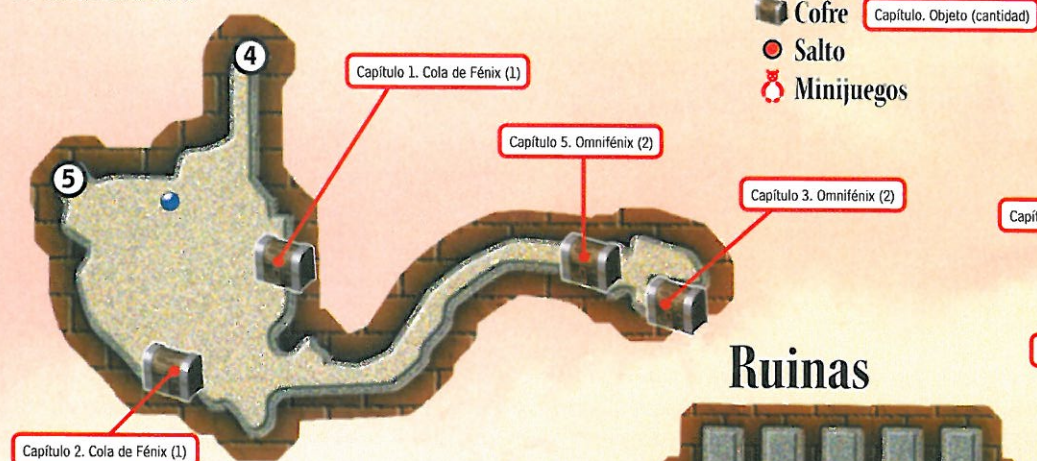 Cofre
Capítulo. Objeto (cantidad)
Salto
Minijuegos
4
Capítulo 1. Cola de Fénix (1)
Capítulo 5. Omnifénix (2)
5
Capítulo 3. Omnifénix (2)
Ruinas
Capítulo 2. Cola de Fénix (1)